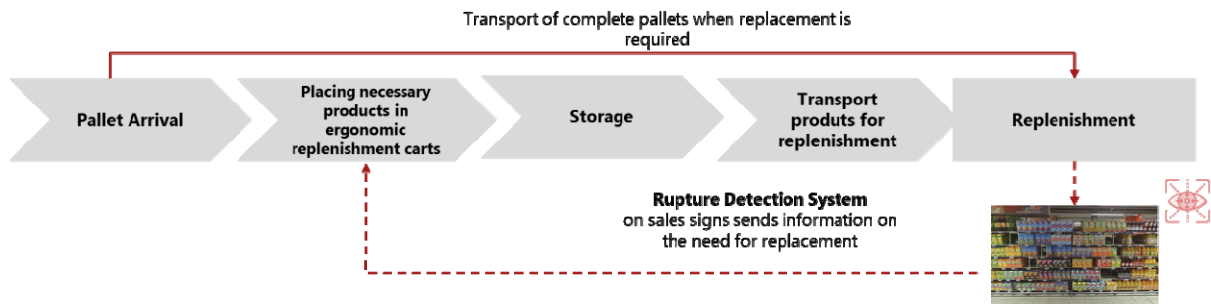 Transport of complete pallets when replacement is
required
Pallet Arrival
Placing necessary
products in
ergonomic
replenishment carts
Storage
Transport
produts for
replenishment
Replenishment
Rupture Detection System
on sales signs sends information on
the need for replacement